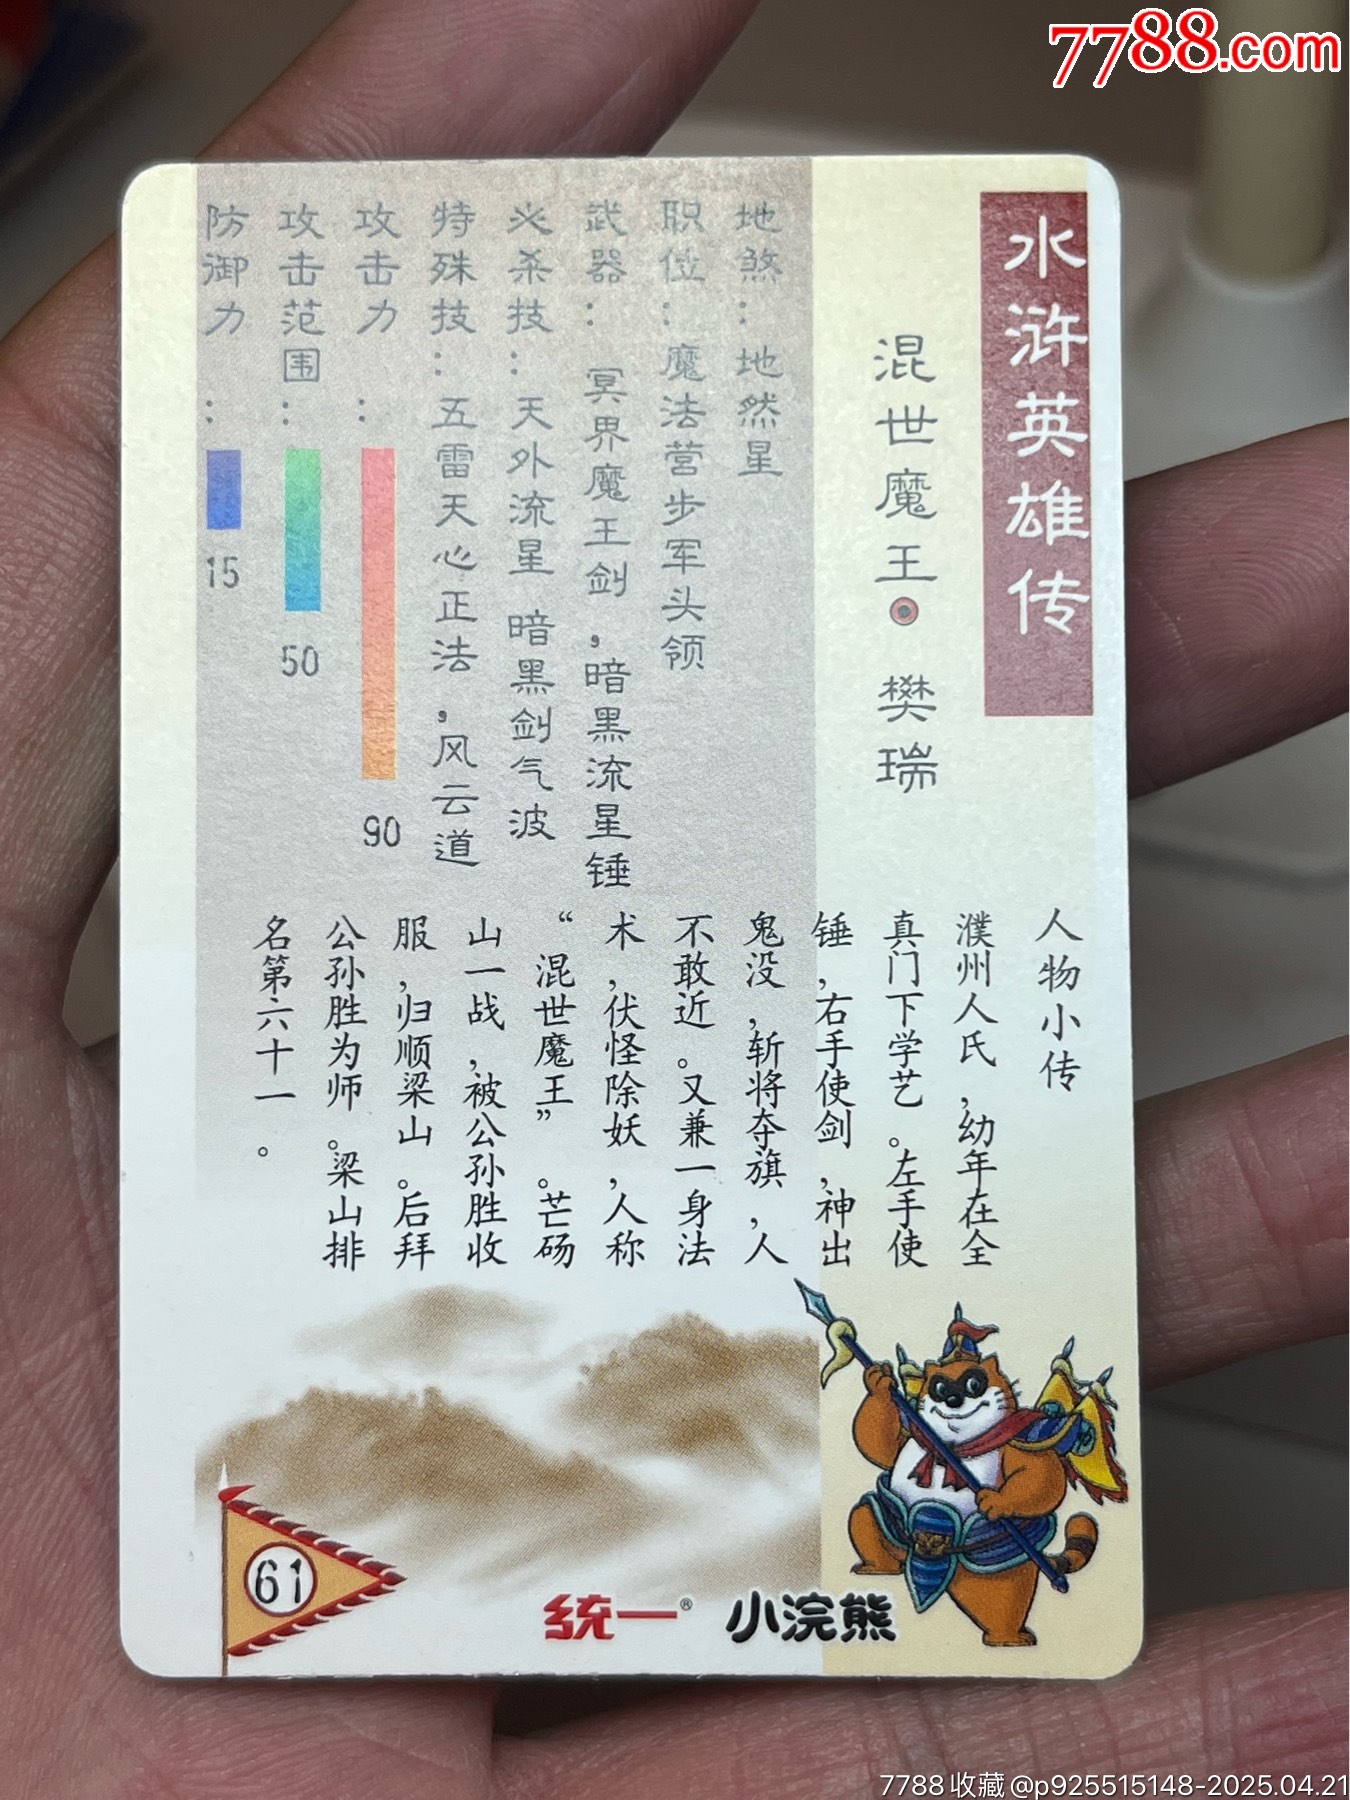 7788.com
水浒英雄传
混世魔王 樊瑞
地煞：地然星
职位：魔法营步军头领
武器：冥界魔王剑，暗黑流星锤
必杀技：天外流星 暗黑剑气波
特殊技：五雷天心正法，风云道
攻击力：90
攻击范围：50
防御力：15
人物小传
濮州人氏，幼年在全
真门下学艺。左手使
锤，右手使剑，神出
鬼没，斩将夺旗，人
不敢近。又兼一身法
术，伏怪除妖，人称
“混世魔王”。芒砀
山一战，被公孙胜收
服，归顺梁山。后拜
公孙胜为师。梁山排
名第六十一。
61
统一® 小浣熊
7788收藏@p925515148-2025.04.21